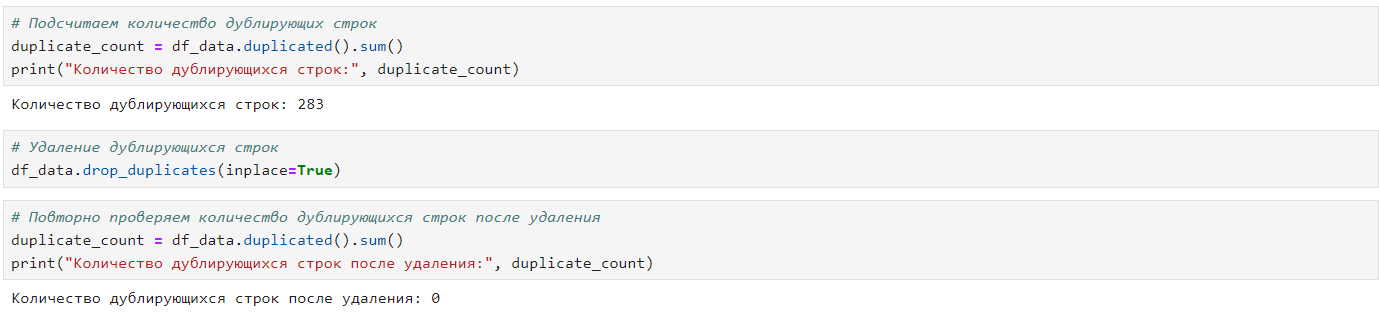 # Подсчитаем количество дублирующих строк
duplicate_count = df_data.duplicated().sum()
print("Количество дублирующихся строк:", duplicate_count)
Количество дублирующихся строк: 283
# Удаление дублирующихся строк
df_data.drop_duplicates(inplace=True)
# Повторно проверяем количество дублирующихся строк после удаления
duplicate_count = df_data.duplicated().sum()
print("Количество дублирующихся строк после удаления:", duplicate_count)
Количество дублирующихся строк после удаления: 0